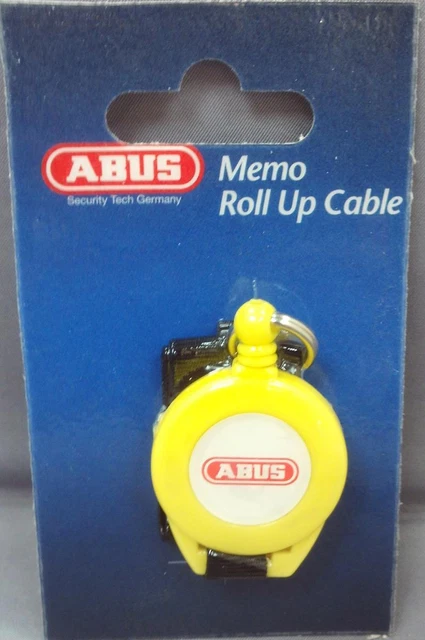 ABUS
Security Tech Germany
Memo
Roll Up Cable
ABUS